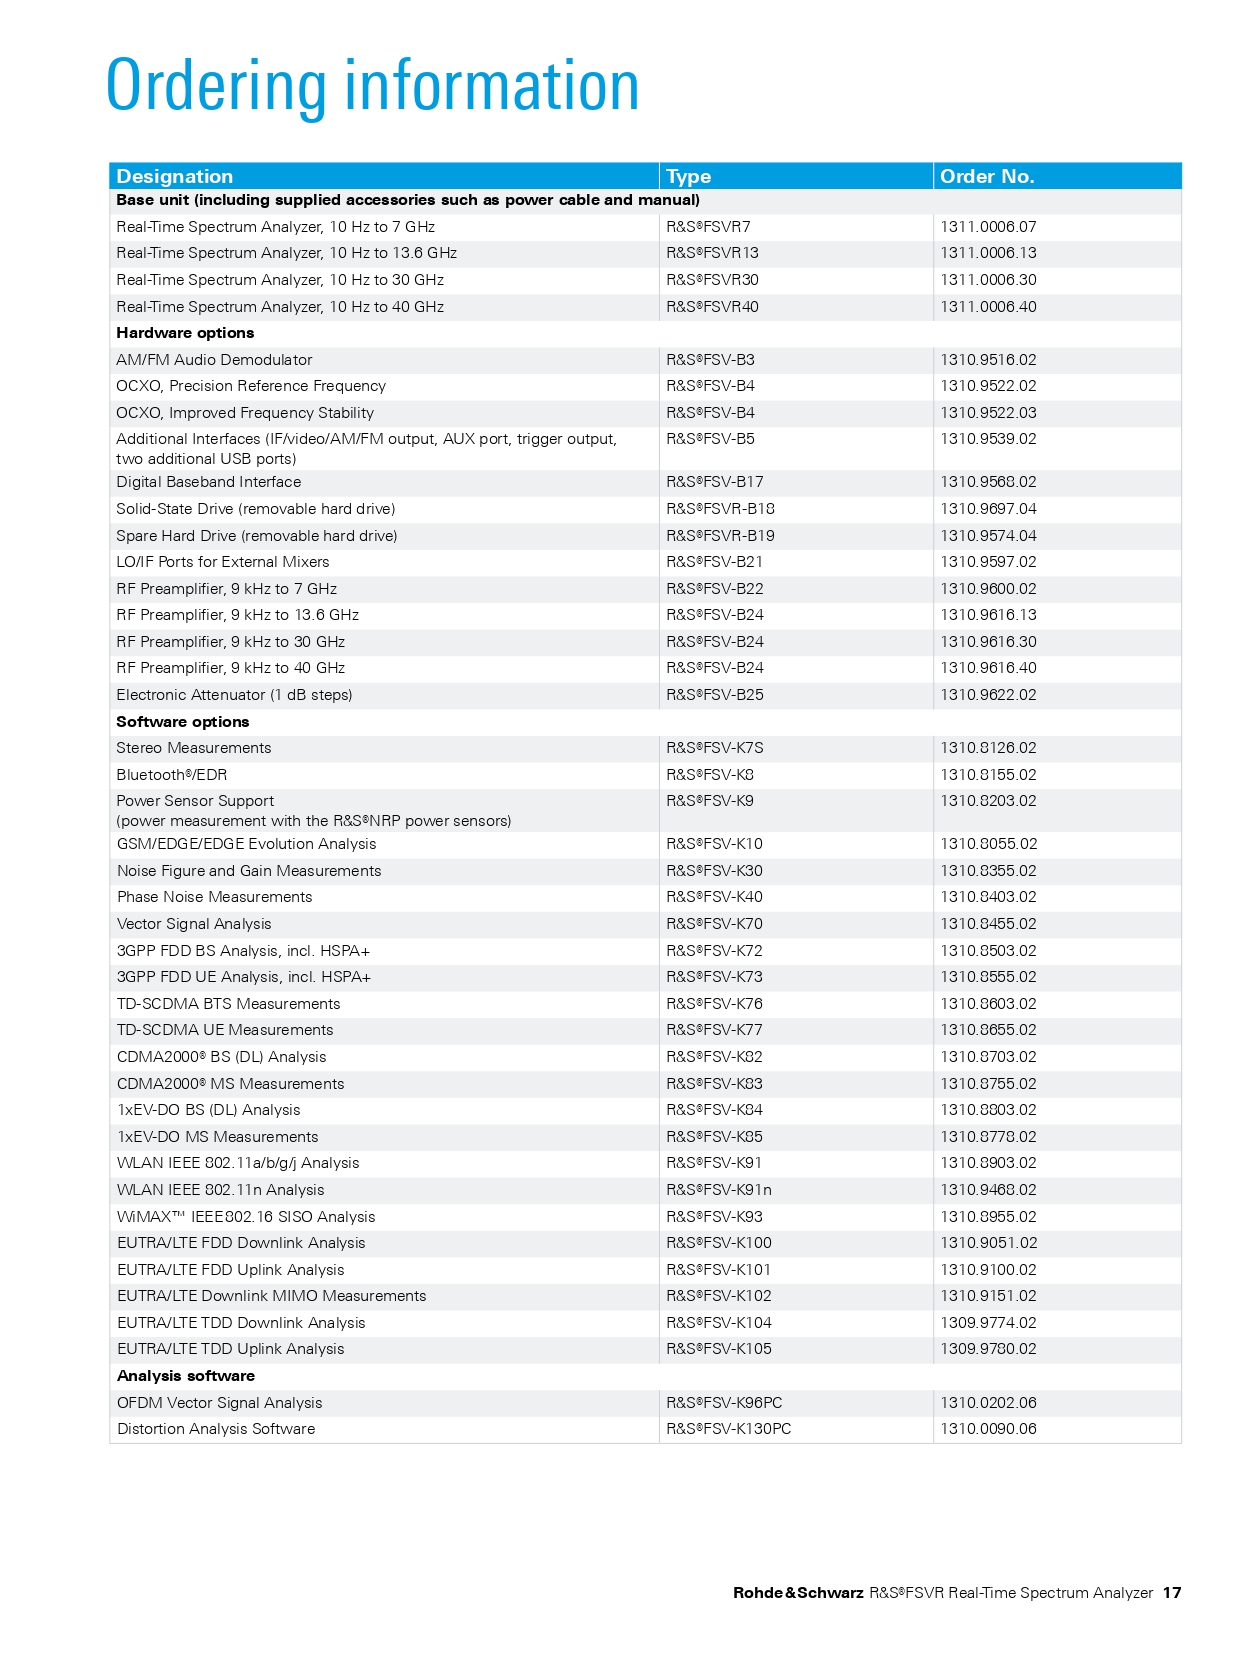 Ordering information
Designation Type Order No.
Base unit (including supplied accessories such as power cable and manual)
Real-Time Spectrum Analyzer, 10 Hz to 7 GHz R&S®FSVR7 1311.0006.07
Real-Time Spectrum Analyzer, 10 Hz to 13.6 GHz R&S®FSVR13 1311.0006.13
Real-Time Spectrum Analyzer, 10 Hz to 30 GHz R&S®FSVR30 1311.0006.30
Real-Time Spectrum Analyzer, 10 Hz to 40 GHz R&S®FSVR40 1311.0006.40
Hardware options
AM/FM Audio Demodulator R&S®FSV-B3 1310.9516.02
OCXO, Precision Reference Frequency R&S®FSV-B4 1310.9522.02
OCXO, Improved Frequency Stability R&S®FSV-B4 1310.9522.03
Additional Interfaces (IF/video/AM/FM output, AUX port, trigger output, R&S®FSV-B5 1310.9539.02
two additional USB ports)
Digital Baseband Interface R&S®FSV-B17 1310.9568.02
Solid-State Drive (removable hard drive) R&S®FSVR-B18 1310.9697.04
Spare Hard Drive (removable hard drive) R&S®FSVR-B19 1310.9574.04
LO/IF Ports for External Mixers R&S®FSV-B21 1310.9597.02
RF Preamplifier, 9 kHz to 7 GHz R&S®FSV-B22 1310.9600.02
RF Preamplifier, 9 kHz to 13.6 GHz R&S®FSV-B24 1310.9616.13
RF Preamplifier, 9 kHz to 30 GHz R&S®FSV-B24 1310.9616.30
RF Preamplifier, 9 kHz to 40 GHz R&S®FSV-B24 1310.9616.40
Electronic Attenuator (1 dB steps) R&S®FSV-B25 1310.9622.02
Software options
Stereo Measurements R&S®FSV-K7S 1310.8126.02
Bluetooth®/EDR R&S®FSV-K8 1310.8155.02
Power Sensor Support R&S®FSV-K9 1310.8203.02
(power measurement with the R&S®NRP power sensors)
GSM/EDGE/EDGE Evolution Analysis R&S®FSV-K10 1310.8055.02
Noise Figure and Gain Measurements R&S®FSV-K30 1310.8355.02
Phase Noise Measurements R&S®FSV-K40 1310.8403.02
Vector Signal Analysis R&S®FSV-K70 1310.8455.02
3GPP FDD BS Analysis, incl. HSPA+ R&S®FSV-K72 1310.8503.02
3GPP FDD UE Analysis, incl. HSPA+ R&S®FSV-K73 1310.8555.02
TD-SCDMA BTS Measurements R&S®FSV-K76 1310.8603.02
TD-SCDMA UE Measurements R&S®FSV-K77 1310.8655.02
CDMA2000® BS (DL) Analysis R&S®FSV-K82 1310.8703.02
CDMA2000® MS Measurements R&S®FSV-K83 1310.8755.02
1xEV-DO BS (DL) Analysis R&S®FSV-K84 1310.8803.02
1xEV-DO MS Measurements R&S®FSV-K85 1310.8778.02
WLAN IEEE 802.11a/b/g/j Analysis R&S®FSV-K91 1310.8903.02
WLAN IEEE 802.11n Analysis R&S®FSV-K91n 1310.9468.02
WiMAX™ IEEE802.16 SISO Analysis R&S®FSV-K93 1310.8955.02
EUTRA/LTE FDD Downlink Analysis R&S®FSV-K100 1310.9051.02
EUTRA/LTE FDD Uplink Analysis R&S®FSV-K101 1310.9100.02
EUTRA/LTE Downlink MIMO Measurements R&S®FSV-K102 1310.9151.02
EUTRA/LTE TDD Downlink Analysis R&S®FSV-K104 1309.9774.02
EUTRA/LTE TDD Uplink Analysis R&S®FSV-K105 1309.9780.02
Analysis software
OFDM Vector Signal Analysis R&S®FSV-K96PC 1310.0202.06
Distortion Analysis Software R&S®FSV-K130PC 1310.0090.06
Rohde & Schwarz R&S®FSVR Real-Time Spectrum Analyzer 17